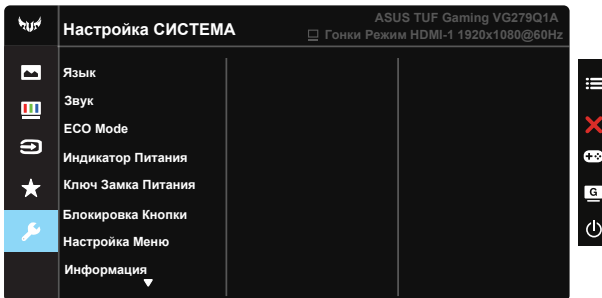 TUF
Настройка СИСТЕМА
ASUS TUF Gaming VG279Q1A
Гонки Режим HDMI-1 1920x1080@60Hz
Язык
Звук
ECO Mode
Индикатор Питания
Ключ Замка Питания
Блокировка Кнопки
Настройка Меню
Информация
G